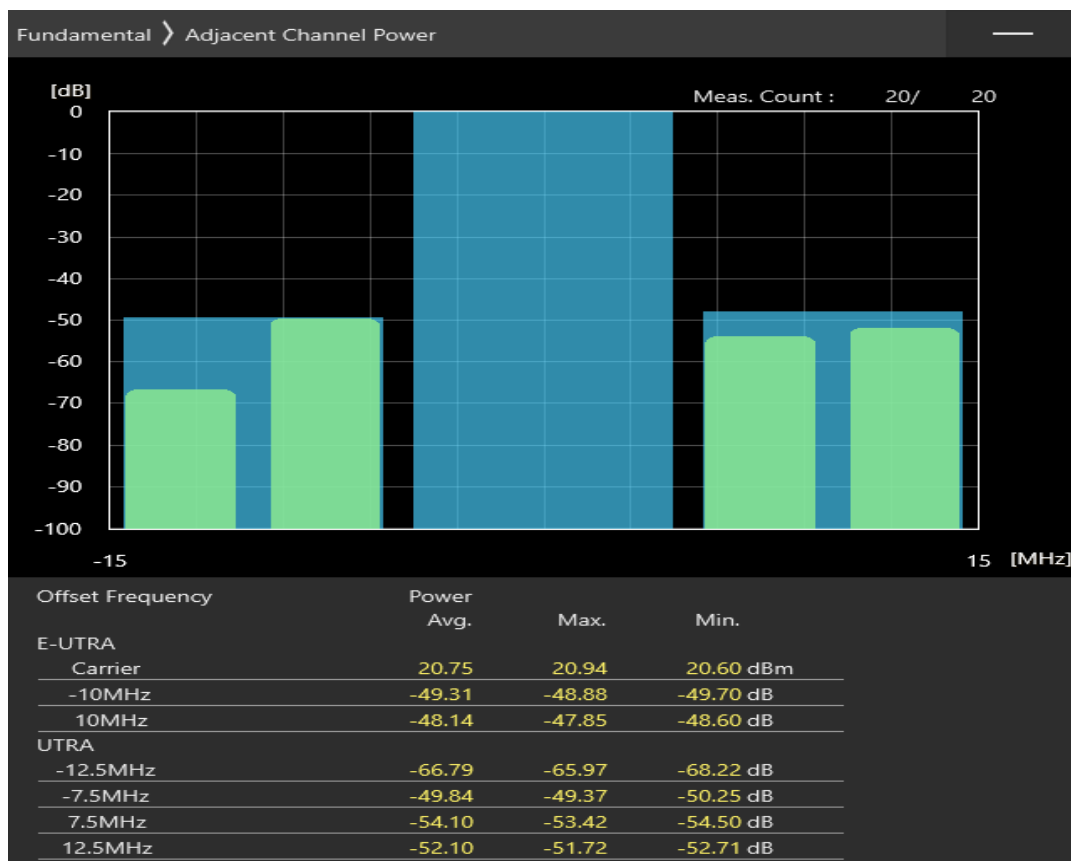 Fundamental 〉 Adjacent Channel Power
[dB]
Meas. Count : 20/ 20
0
-10
-20
-30
-40
-50
-60
-70
-80
-90
-100
-15 15 [MHz]
Offset Frequency Power
Avg. Max. Min.
E-UTRA
Carrier 20.75 20.94 20.60 dBm
-10MHz -49.31 -48.88 -49.70 dB
10MHz -48.14 -47.85 -48.60 dB
UTRA
-12.5MHz -66.79 -65.97 -68.22 dB
-7.5MHz -49.84 -49.37 -50.25 dB
7.5MHz -54.10 -53.42 -54.50 dB
12.5MHz -52.10 -51.72 -52.71 dB